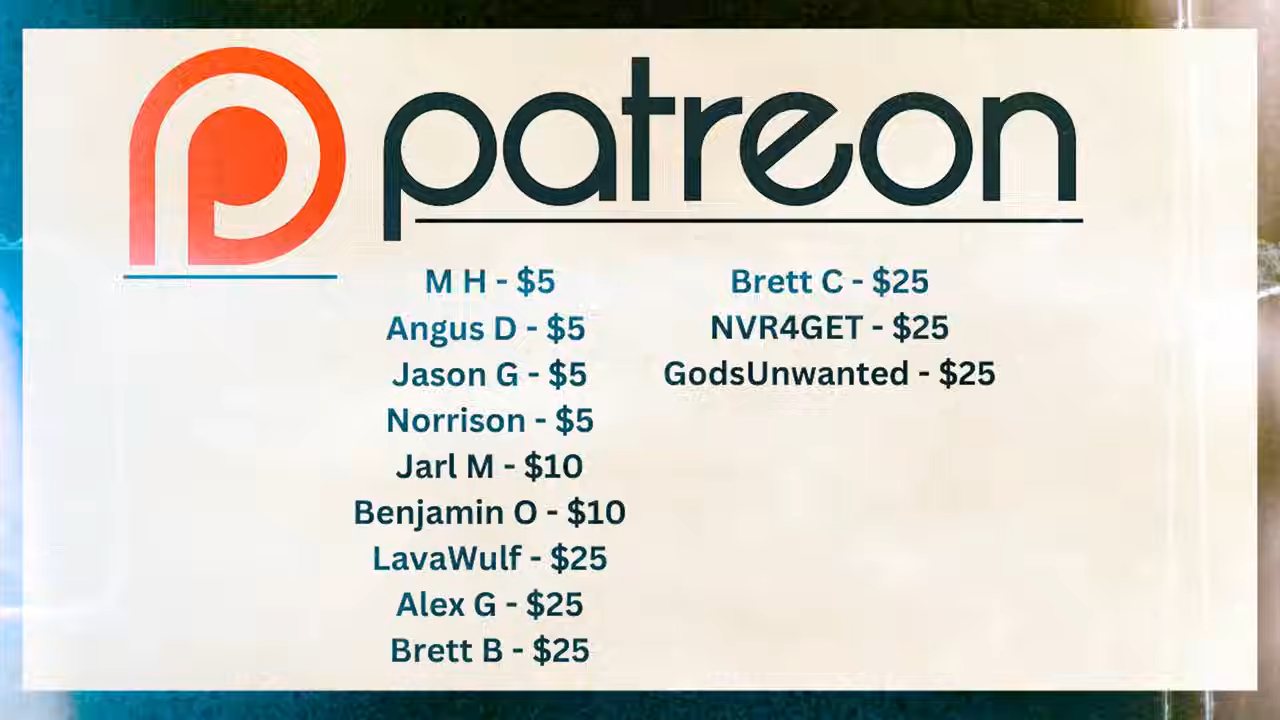 patreon
M H - $5
Angus D - $5
Jason G - $5
Norrison - $5
Jarl M - $10
Benjamin O - $10
LavaWulf - $25
Alex G - $25
Brett B - $25
Brett C - $25
NVR4GET - $25
GodsUnwanted - $25